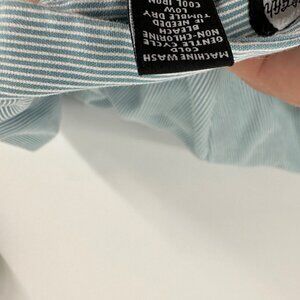 MACHINE WASH
COLD
GENTLE CYCLE
NON-CHLORINE
BLEACH
IF NEEDED
TUMBLE DRY
LOW
COOL IRON